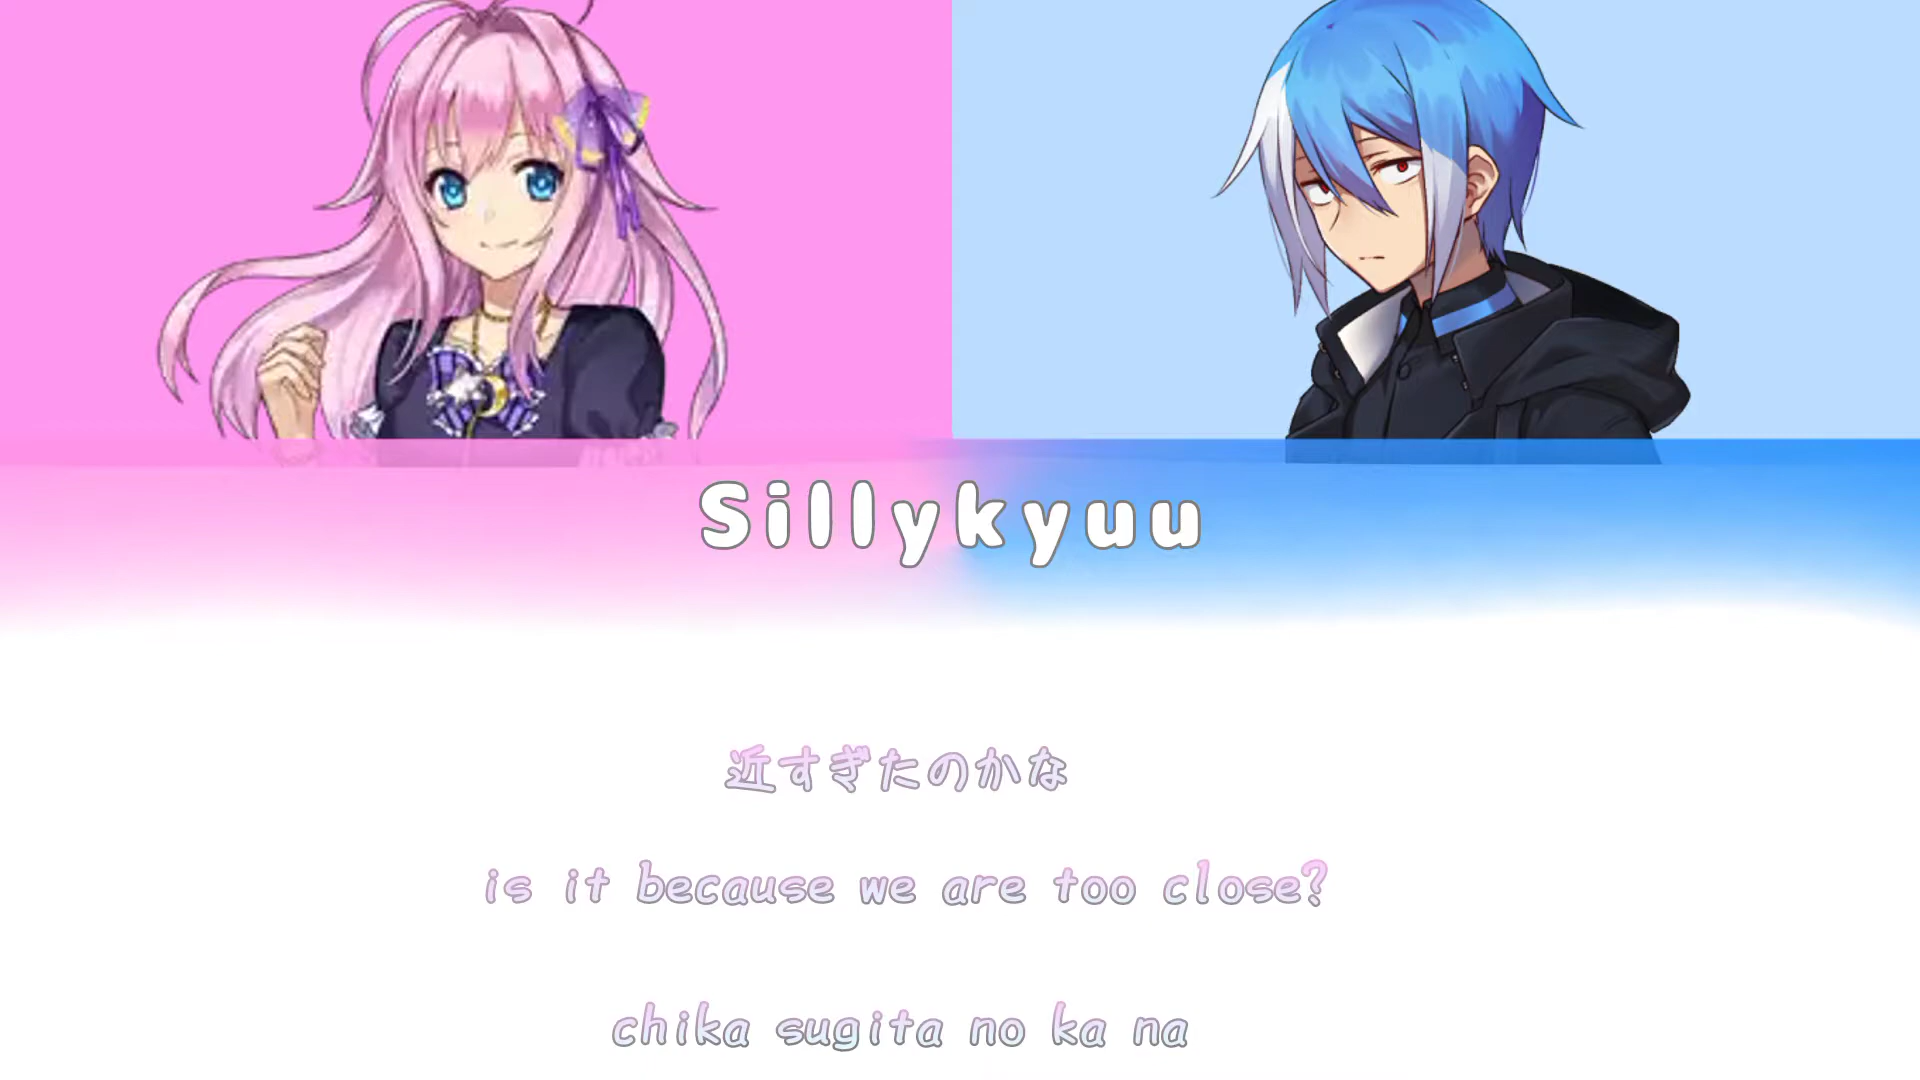 Sillykyuu
近すぎたのかな
is it because we are too close?
chika sugita no ka na